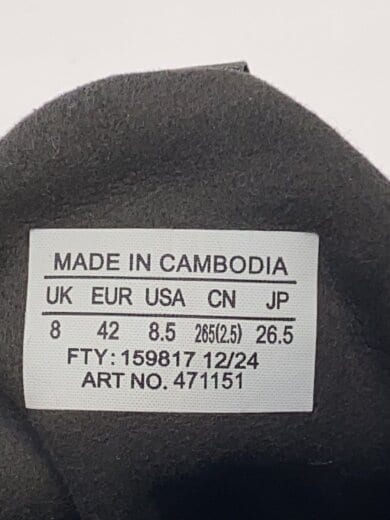 MADE IN CAMBODIA
UK EUR USA CN JP
8 42 8.5 265(2.5) 26.5
FTY: 159817 12/24
ART NO. 471151